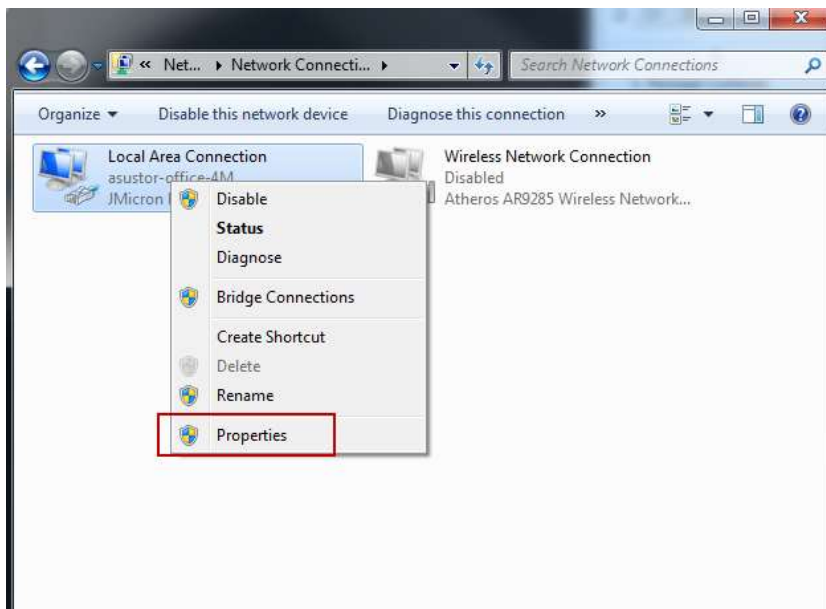 « Net... ▸ Network Connecti... ▸ Search Network Connections
Organize ▾ Disable this network device Diagnose this connection »
Local Area Connection
asustor-office-4M
JMicron
Wireless Network Connection
Disabled
Atheros AR9285 Wireless Network...
Disable
Status
Diagnose
Bridge Connections
Create Shortcut
Delete
Rename
Properties